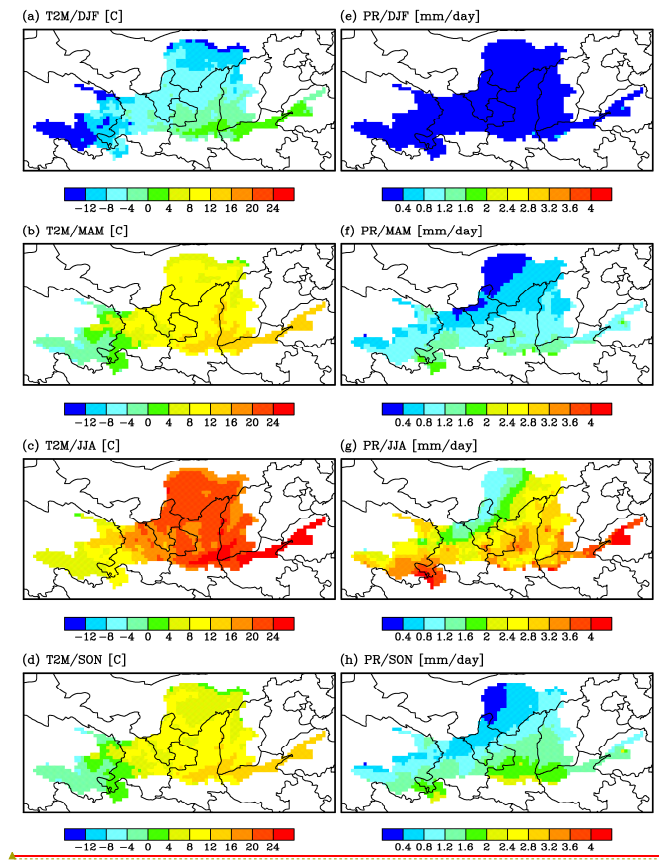 (a) T2M/DJF [C]
(e) PR/DJF [mm/day]
−12 −8 −4 0 4 8 12 16 20 24
0.4 0.8 1.2 1.6 2 2.4 2.8 3.2 3.6 4
(b) T2M/MAM [C]
(f) PR/MAM [mm/day]
−12 −8 −4 0 4 8 12 16 20 24
0.4 0.8 1.2 1.6 2 2.4 2.8 3.2 3.6 4
(c) T2M/JJA [C]
(g) PR/JJA [mm/day]
−12 −8 −4 0 4 8 12 16 20 24
0.4 0.8 1.2 1.6 2 2.4 2.8 3.2 3.6 4
(d) T2M/SON [C]
(h) PR/SON [mm/day]
−12 −8 −4 0 4 8 12 16 20 24
0.4 0.8 1.2 1.6 2 2.4 2.8 3.2 3.6 4